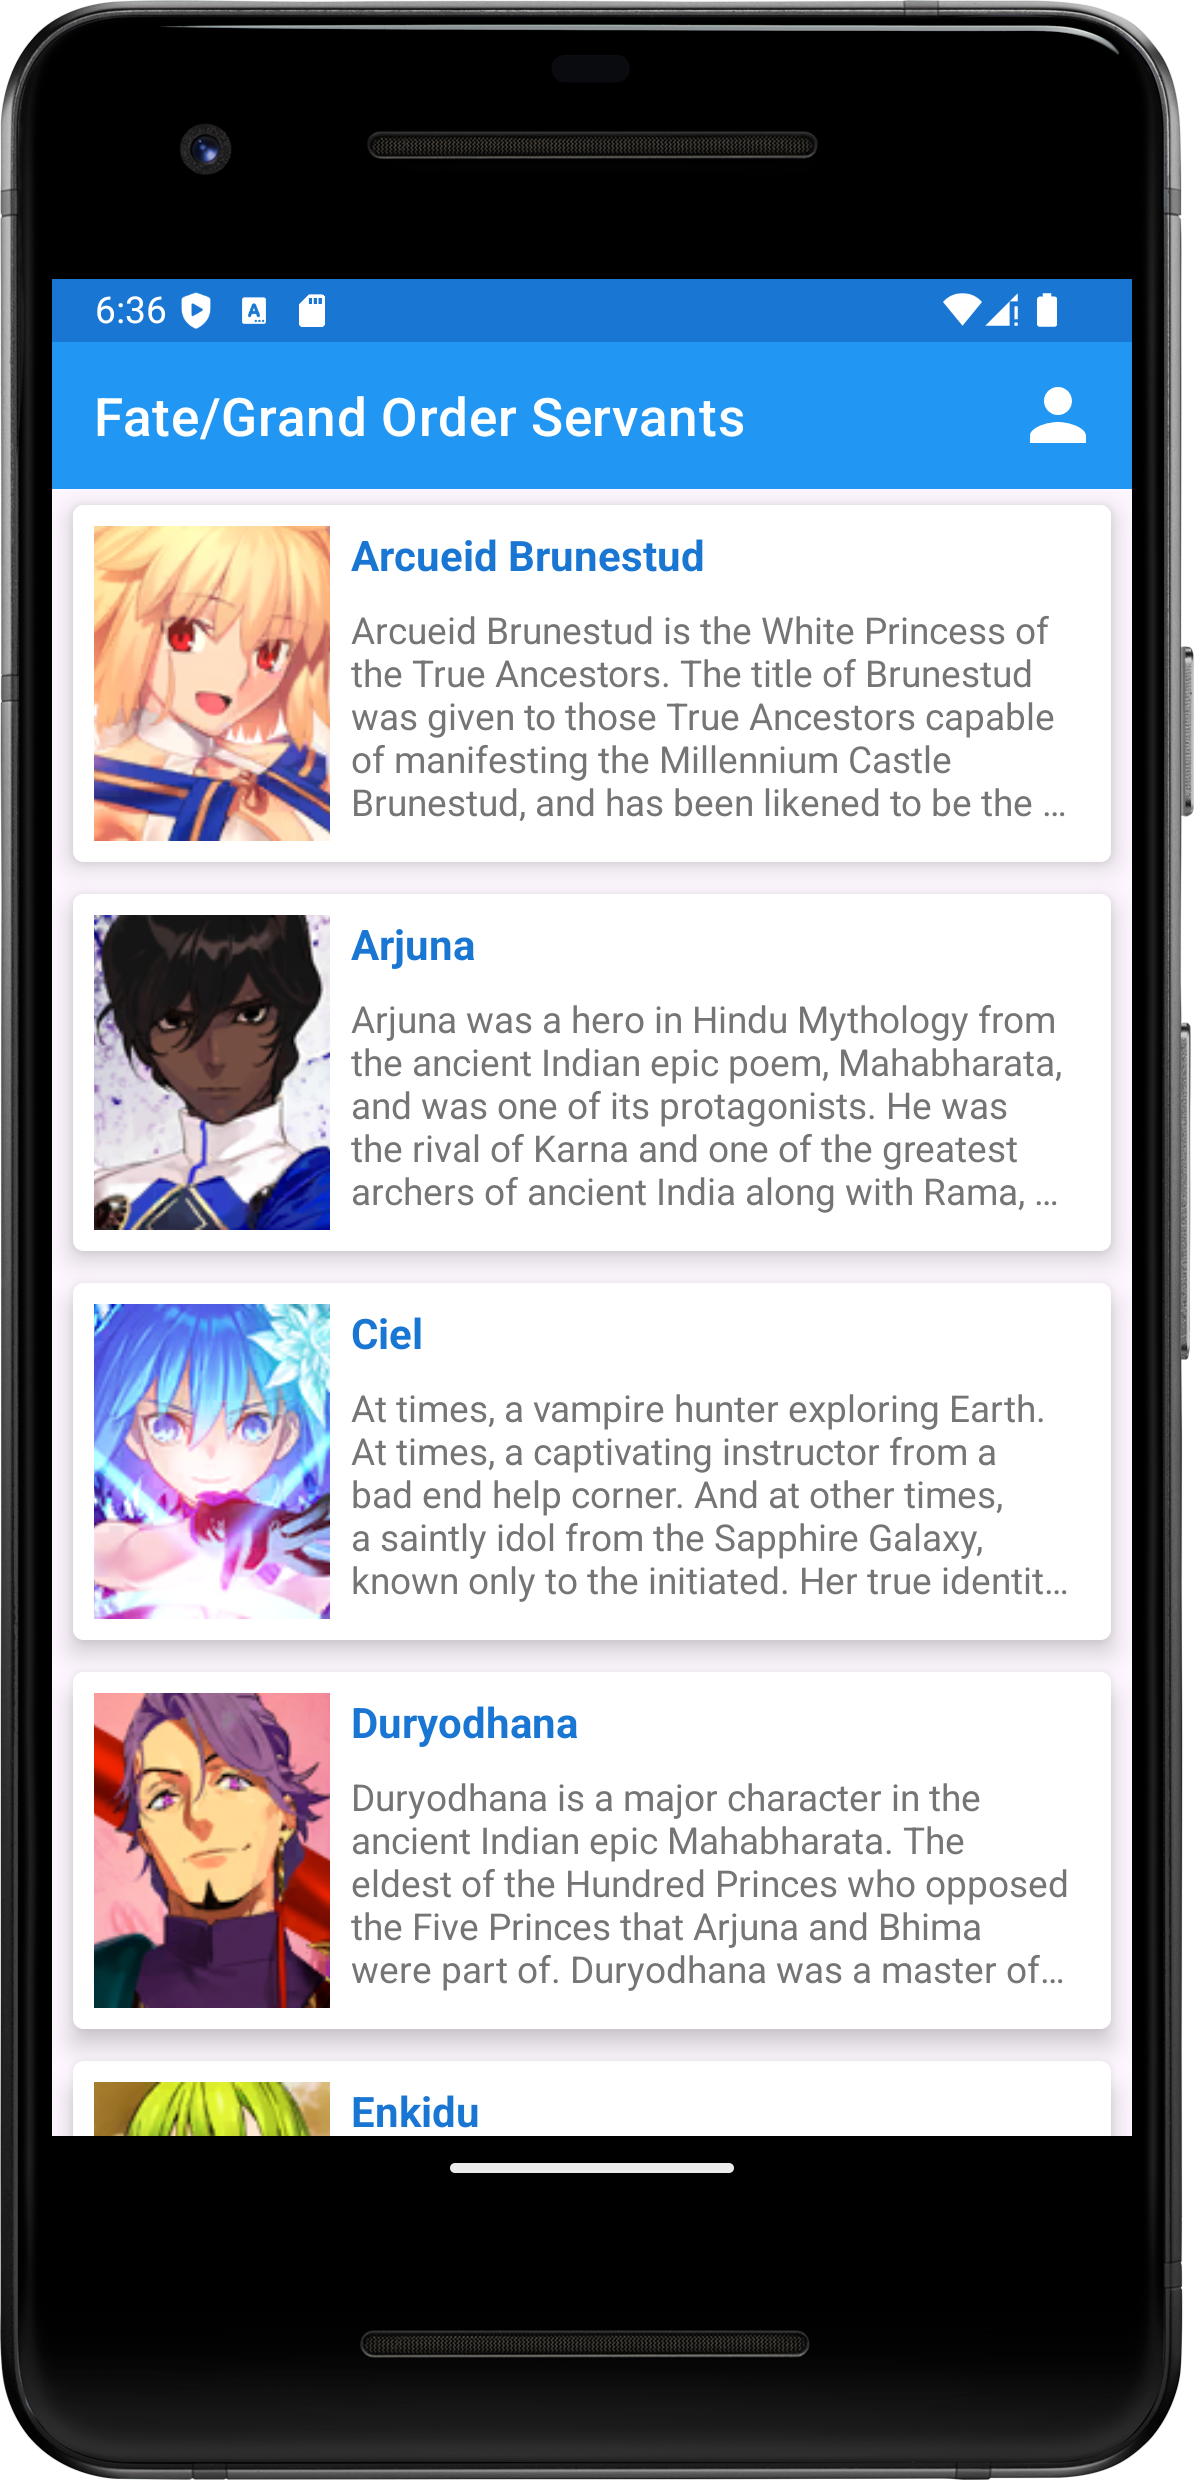 6:36
Fate/Grand Order Servants
Arcueid Brunestud
Arcueid Brunestud is the White Princess of
the True Ancestors. The title of Brunestud
was given to those True Ancestors capable
of manifesting the Millennium Castle
Brunestud, and has been likened to be the …
Arjuna
Arjuna was a hero in Hindu Mythology from
the ancient Indian epic poem, Mahabharata,
and was one of its protagonists. He was
the rival of Karna and one of the greatest
archers of ancient India along with Rama, …
Ciel
At times, a vampire hunter exploring Earth.
At times, a captivating instructor from a
bad end help corner. And at other times,
a saintly idol from the Sapphire Galaxy,
known only to the initiated. Her true identit…
Duryodhana
Duryodhana is a major character in the
ancient Indian epic Mahabharata. The
eldest of the Hundred Princes who opposed
the Five Princes that Arjuna and Bhima
were part of. Duryodhana was a master of…
Enkidu